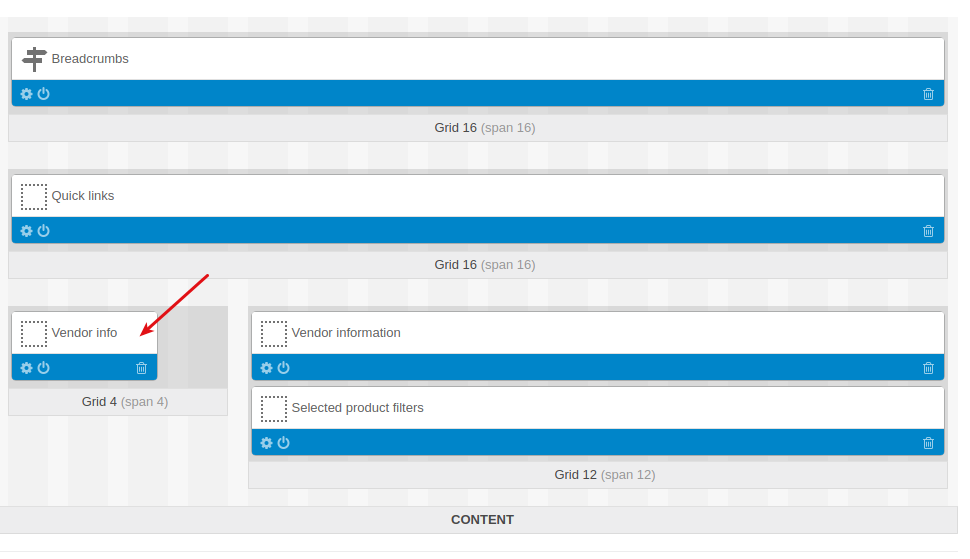 Breadcrumbs
Grid 16 (span 16)
Quick links
Grid 16 (span 16)
Vendor info
Grid 4 (span 4)
Vendor information
Selected product filters
Grid 12 (span 12)
CONTENT